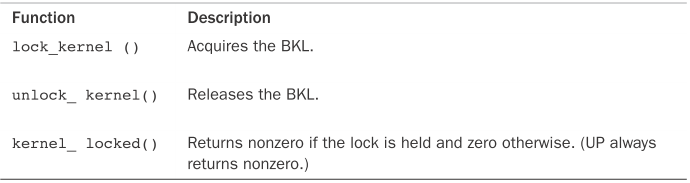 Function Description
lock_kernel () Acquires the BKL.
unlock_ kernel() Releases the BKL.
kernel_ locked() Returns nonzero if the lock is held and zero otherwise. (UP always
returns nonzero.)